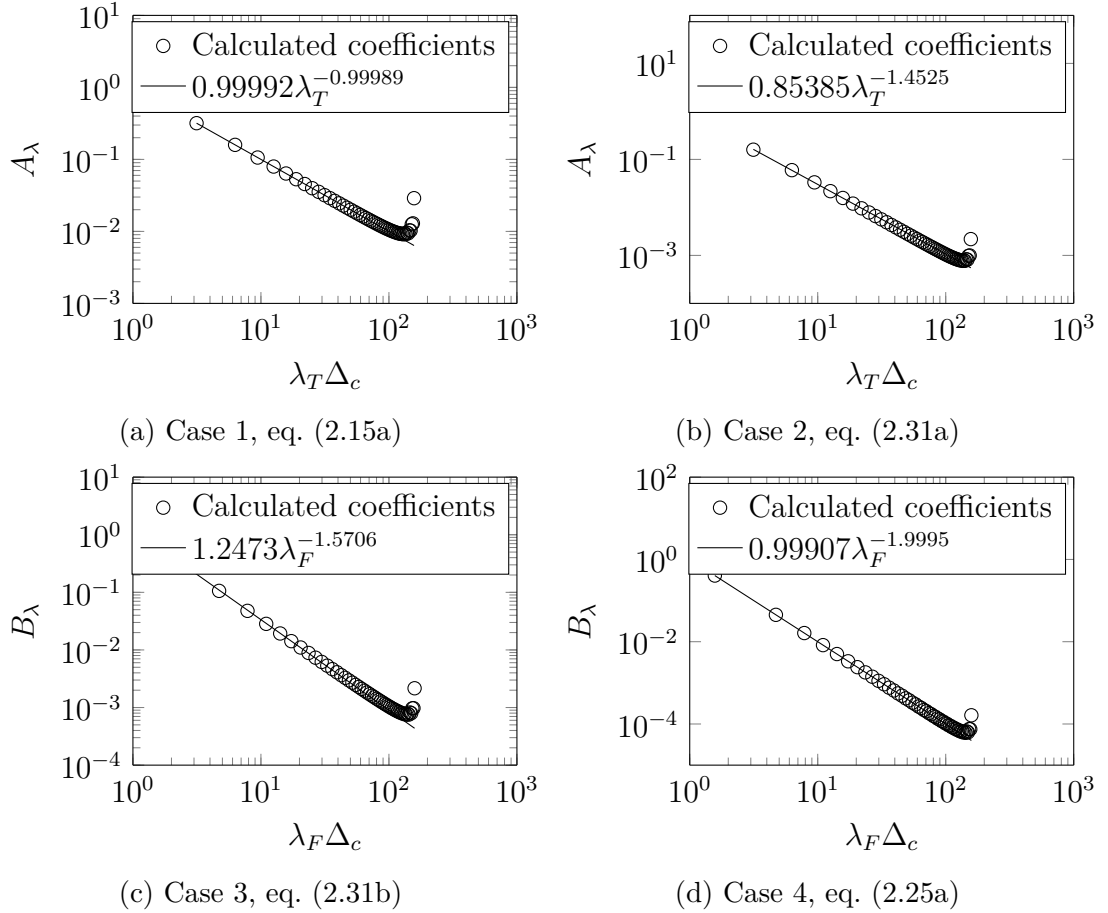 10^1
10^0
10^{-1}
10^{-2}
10^{-3}
A_λ
Calculated coefficients
0.99992λ_T^{-0.99989}
10^0 10^1 10^2 10^3
λ_TΔ_c
(a) Case 1, eq. (2.15a)
10^1
10^{-1}
10^{-3}
A_λ
Calculated coefficients
0.85385λ_T^{-1.4525}
10^0 10^1 10^2 10^3
λ_TΔ_c
(b) Case 2, eq. (2.31a)
10^1
10^0
10^{-1}
10^{-2}
10^{-3}
10^{-4}
B_λ
Calculated coefficients
1.2473λ_F^{-1.5706}
10^0 10^1 10^2 10^3
λ_FΔ_c
(c) Case 3, eq. (2.31b)
10^2
10^0
10^{-2}
10^{-4}
B_λ
Calculated coefficients
0.99907λ_F^{-1.9995}
10^0 10^1 10^2 10^3
λ_FΔ_c
(d) Case 4, eq. (2.25a)